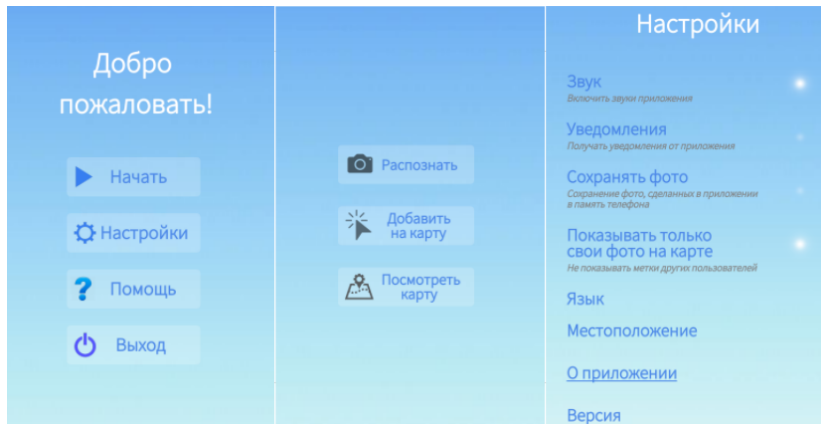 Добро
пожаловать!
Начать
Настройки
Помощь
Выход
Распознать
Добавить
на карту
Посмотреть
карту
Настройки
Звук
Включить звуки приложения
Уведомления
Получать уведомления от приложения
Сохранять фото
Сохранение фото, сделанных в приложении
в память телефона
Показывать только
свои фото на карте
Не показывать метки других пользователей
Язык
Местоположение
О приложении
Версия